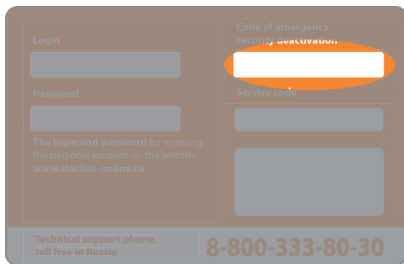 Login
Password
The login and password for entering
the personal account on the website
www.starline-online.ru
Code of emergency
security deactivation
Service code
Technical support phone,
toll free in Russia
8-800-333-80-30